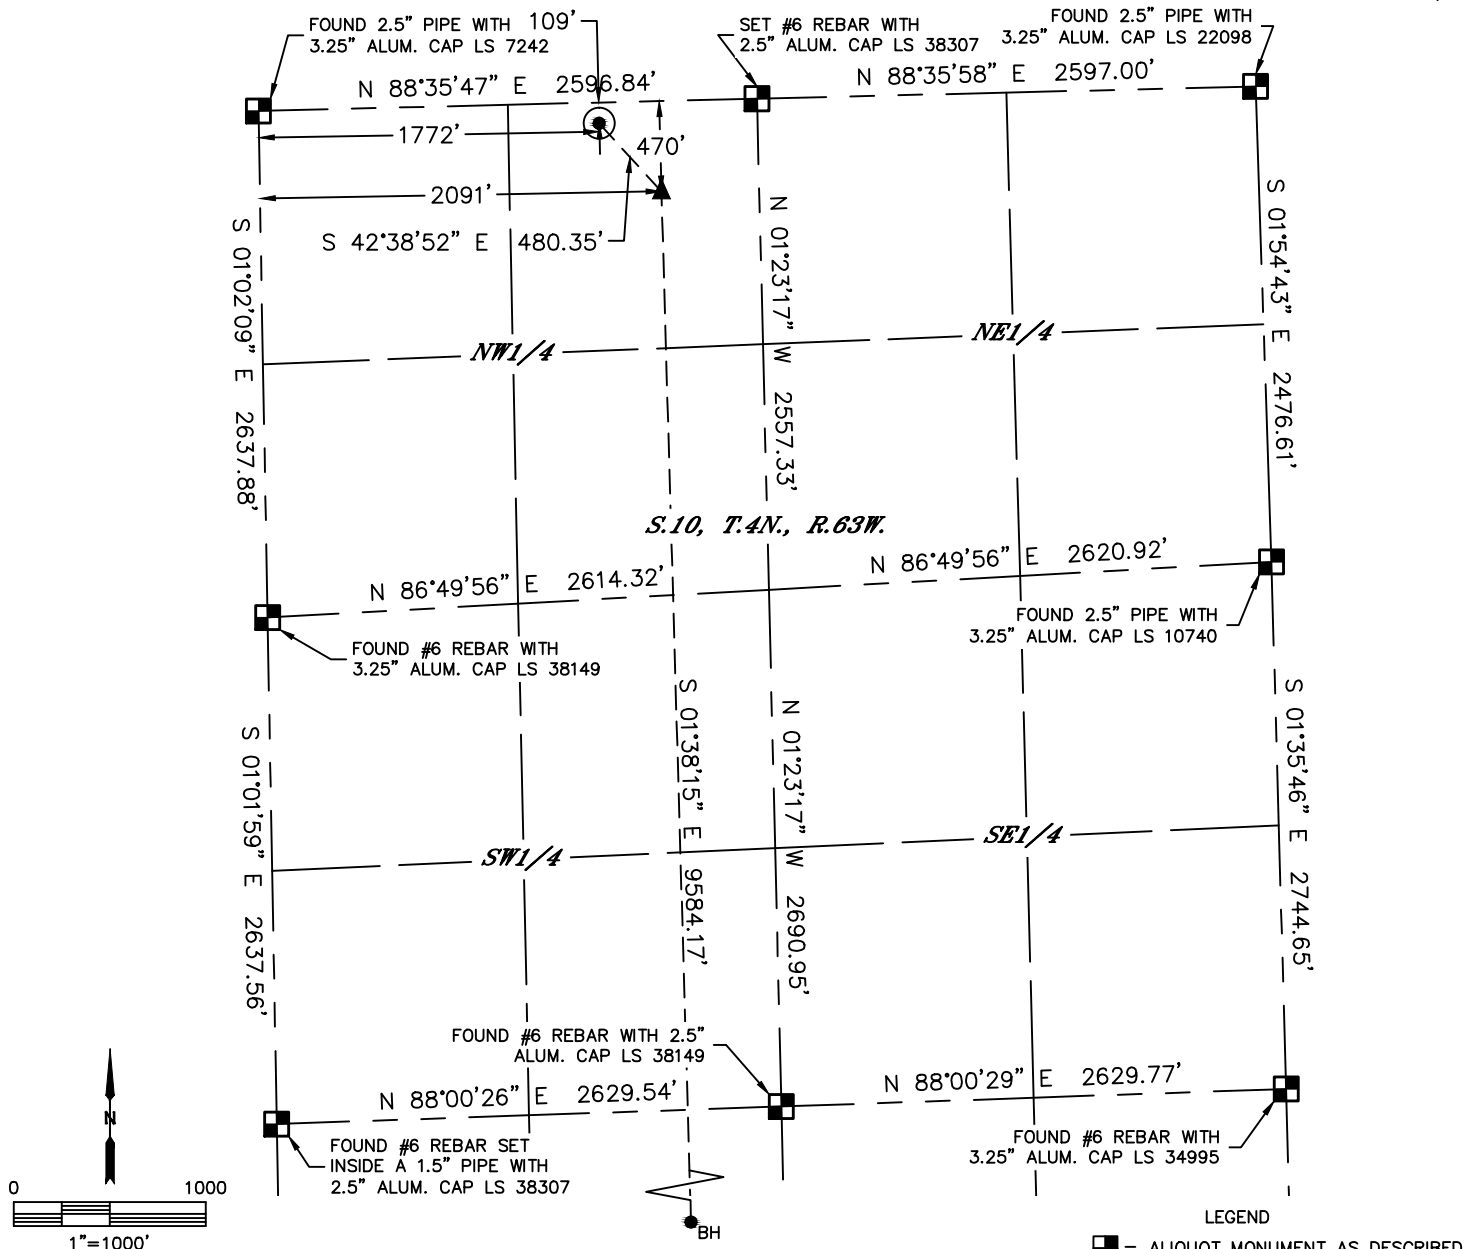 FOUND 2.5" PIPE WITH
3.25" ALUM. CAP LS 7242
109'
SET #6 REBAR WITH
2.5" ALUM. CAP LS 38307
FOUND 2.5" PIPE WITH
3.25" ALUM. CAP LS 22098
N 88°35'47" E 2596.84'
N 88°35'58" E 2597.00'
1772'
470'
2091'
S 42°38'52" E 480.35'
S 01°02'09" E 2637.88'
N 01°23'17" W 2557.33'
S 01°54'43" E 2476.61'
NW1/4
NE1/4
S.10, T.4N., R.63W.
N 86°49'56" E 2614.32'
N 86°49'56" E 2620.92'
FOUND #6 REBAR WITH
3.25" ALUM. CAP LS 38149
FOUND 2.5" PIPE WITH
3.25" ALUM. CAP LS 10740
S 01°01'59" E 2637.56'
S 01°38'15" E 9584.17'
N 01°23'17" W 2690.95'
S 01°35'46" E 2744.65'
SW1/4
SE1/4
FOUND #6 REBAR WITH 2.5"
ALUM. CAP LS 38149
N 88°00'26" E 2629.54'
N 88°00'29" E 2629.77'
FOUND #6 REBAR SET
INSIDE A 1.5" PIPE WITH
2.5" ALUM. CAP LS 38307
FOUND #6 REBAR WITH
3.25" ALUM. CAP LS 34995
N
0 1000
1"=1000'
BH
LEGEND
= ALIQUOT MONUMENT AS DESCRIBED